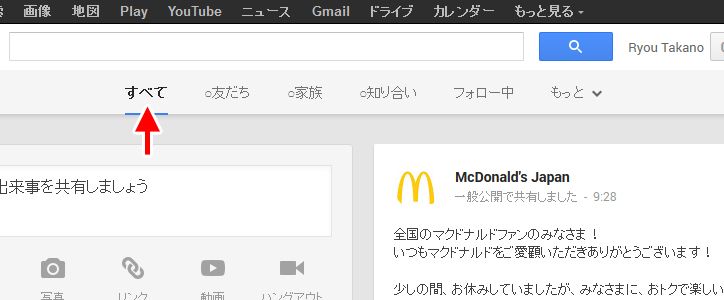 画像 地図 Play YouTube ニュース Gmail ドライブ カレンダー もっと見る
Ryou Takano
すべて ○友だち ○家族 ○知り合い フォロー中 もっと
出来事を共有しましょう
写真 リンク 動画 ハングアウト
McDonald's Japan
一般公開で共有しました - 9:28
全国のマクドナルドファンのみなさま！
いつもマクドナルドをご愛顧いただきありがとうございます！
少しの間、お休みしていましたが、みなさまに、おトクで楽しい